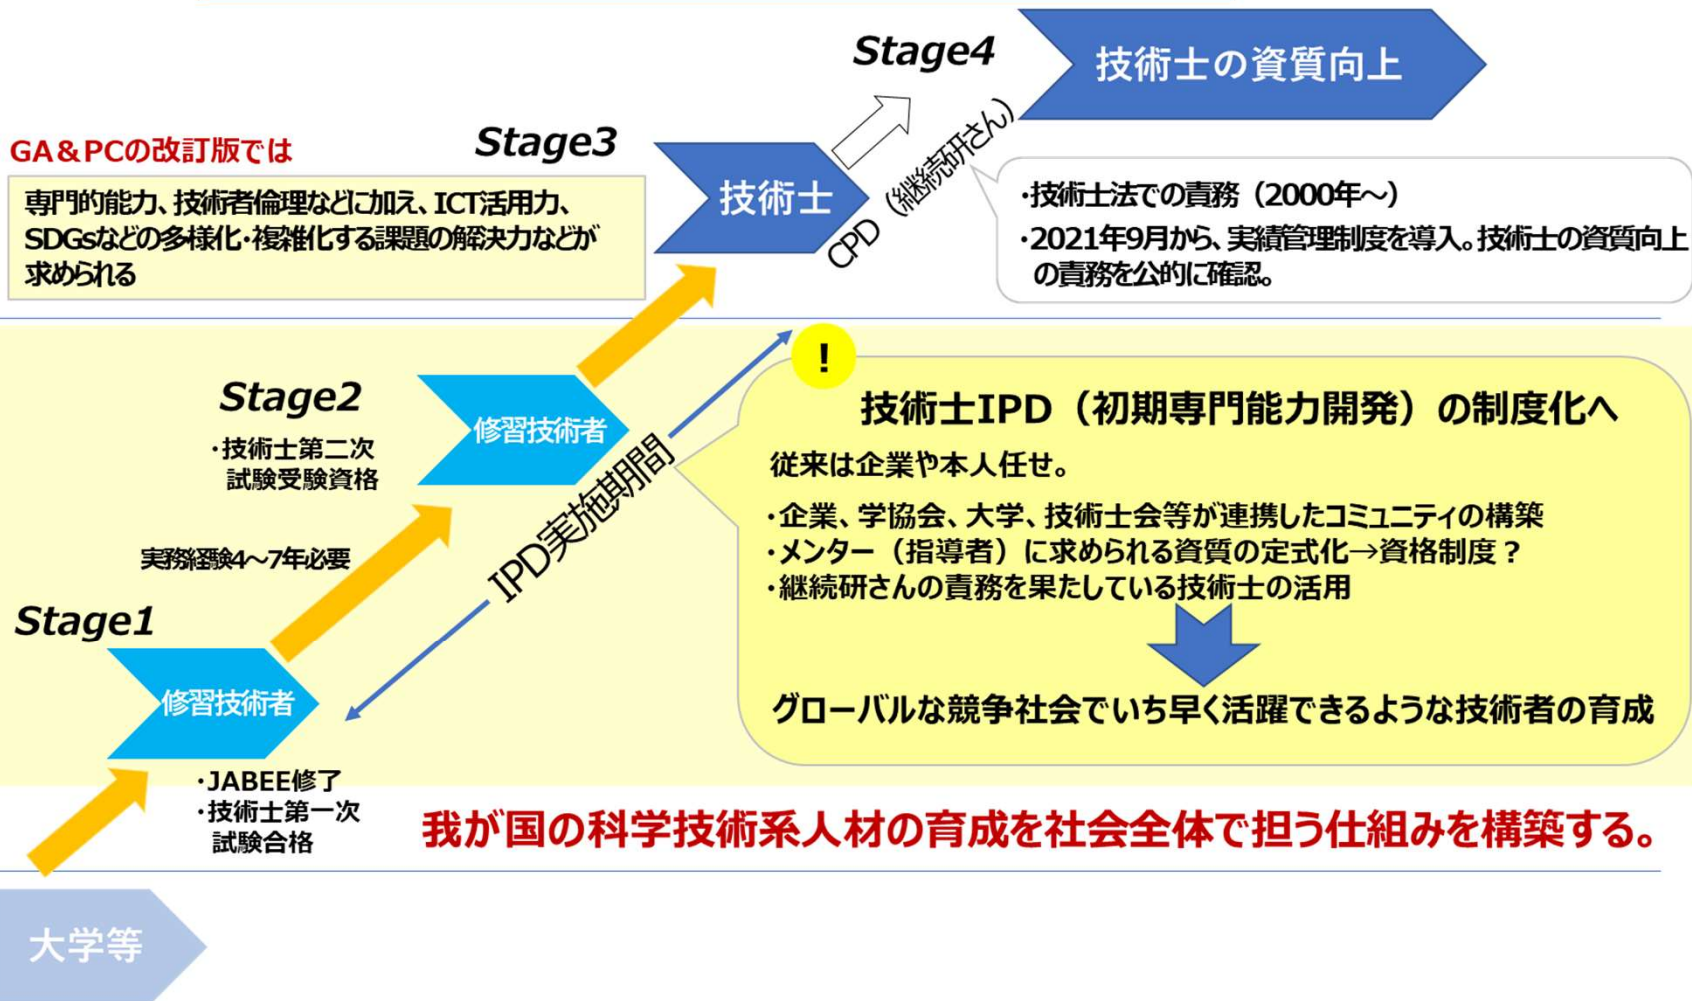 Stage4
技術士の資質向上
Stage3
GA＆PCの改訂版では
専門的能力、技術者倫理などに加え、ICT活用力、
SDGsなどの多様化・複雑化する課題の解決力などが
求められる
技術士
CPD（継続研さん）
・技術士法での責務（2000年～）
・2021年9月から、実績管理制度を導入。技術士の資質向上
の責務を公的に確認。
Stage2
・技術士第二次
試験受験資格
修習技術者
IPD実施期間
!
技術士IPD（初期専門能力開発）の制度化へ
従来は企業や本人任せ。
・企業、学協会、大学、技術士会等が連携したコミュニティの構築
・メンター（指導者）に求められる資質の定式化→資格制度？
・継続研さんの責務を果たしている技術士の活用
グローバルな競争社会でいち早く活躍できるような技術者の育成
実務経験4～7年必要
Stage1
修習技術者
・JABEE修了
・技術士第一次
試験合格
我が国の科学技術系人材の育成を社会全体で担う仕組みを構築する。
大学等